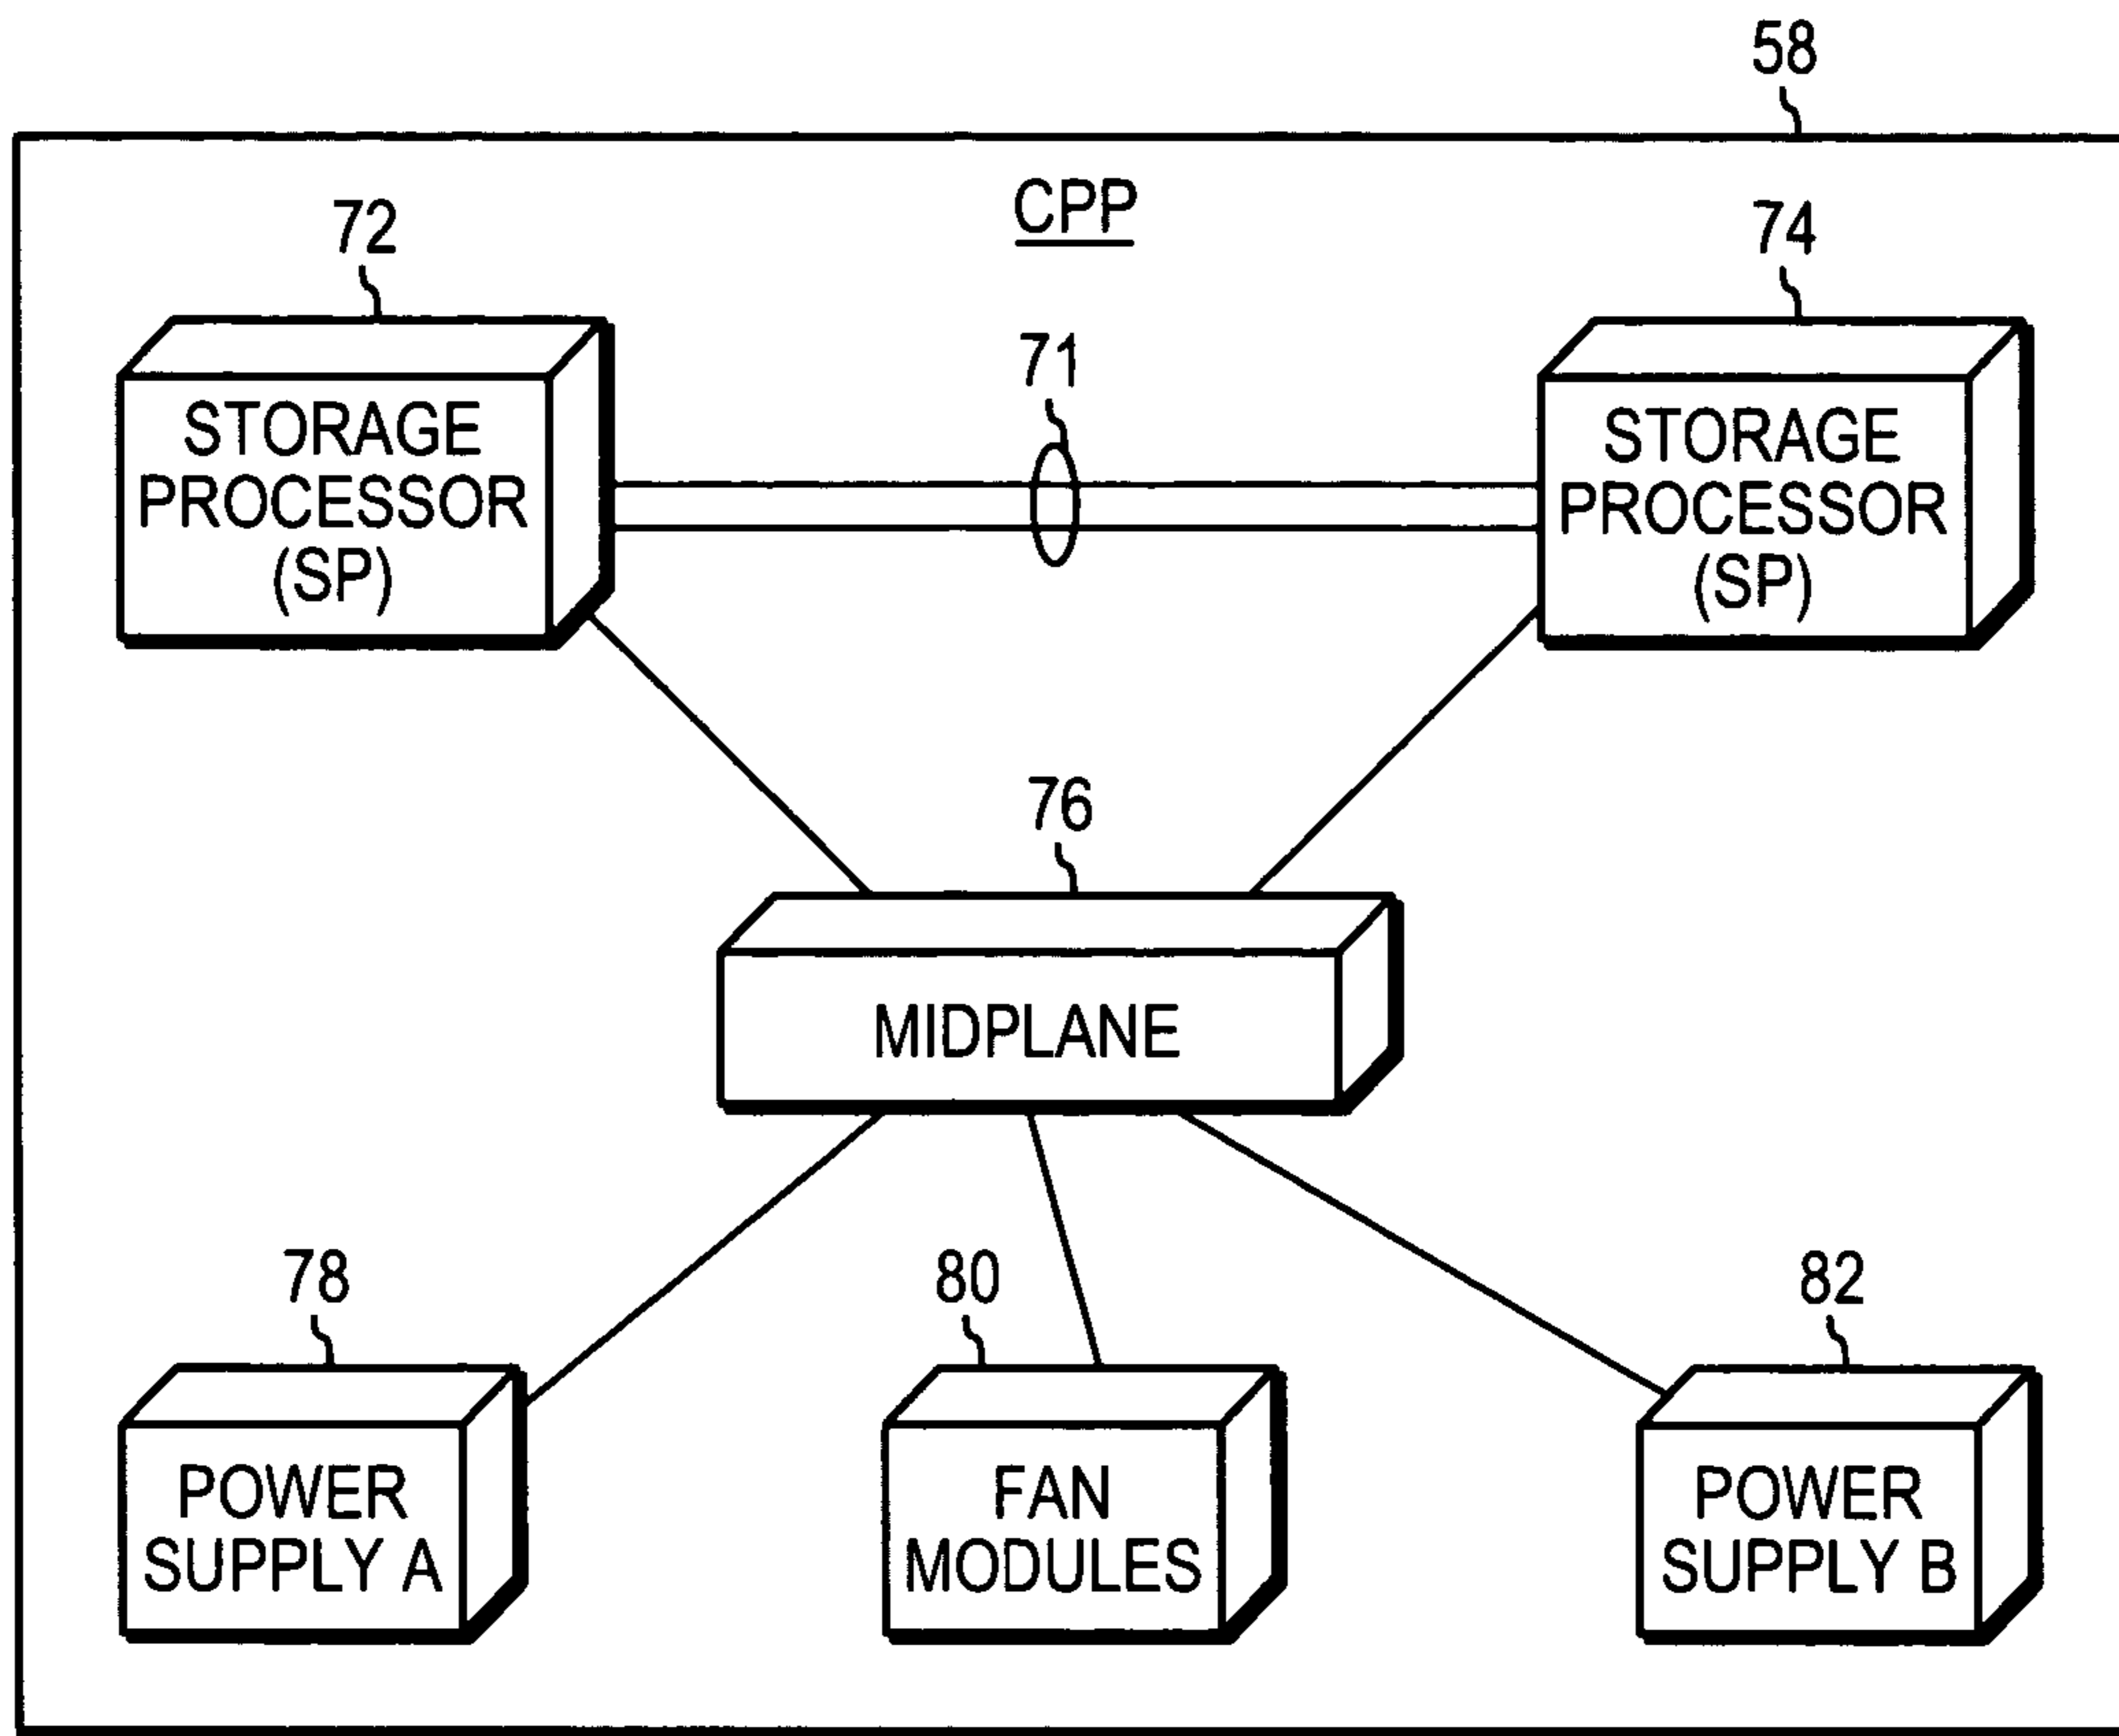 58
CPP
72
74
71
STORAGE
PROCESSOR
(SP)
STORAGE
PROCESSOR
(SP)
76
MIDPLANE
78
80
82
POWER
SUPPLY A
FAN
MODULES
POWER
SUPPLY B